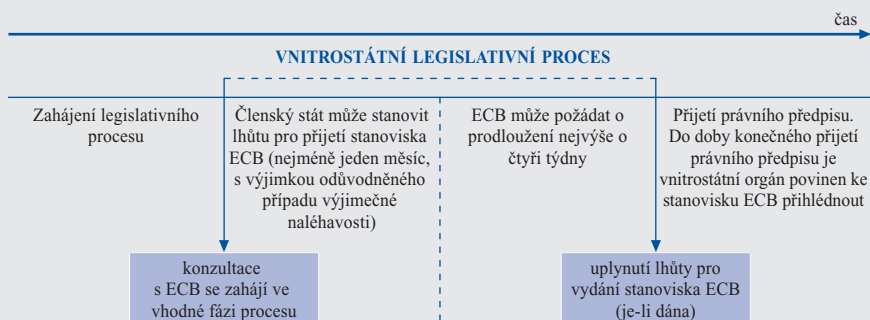 čas
VNITROSTÁTNÍ LEGISLATIVNÍ PROCES
Zahájení legislativního
procesu
Členský stát může stanovit
lhůtu pro přijetí stanoviska
ECB (nejméně jeden měsíc,
s výjimkou odůvodněného
případu výjimečné
naléhavosti)
ECB může požádat o
prodloužení nejvýše o
čtyři týdny
Přijetí právního předpisu.
Do doby konečného přijetí
právního předpisu je
vnitrostátní orgán povinen ke
stanovisku ECB přihlédnout
konzultace
s ECB se zahájí ve
vhodné fázi procesu
uplynutí lhůty pro
vydání stanoviska ECB
(je-li dána)